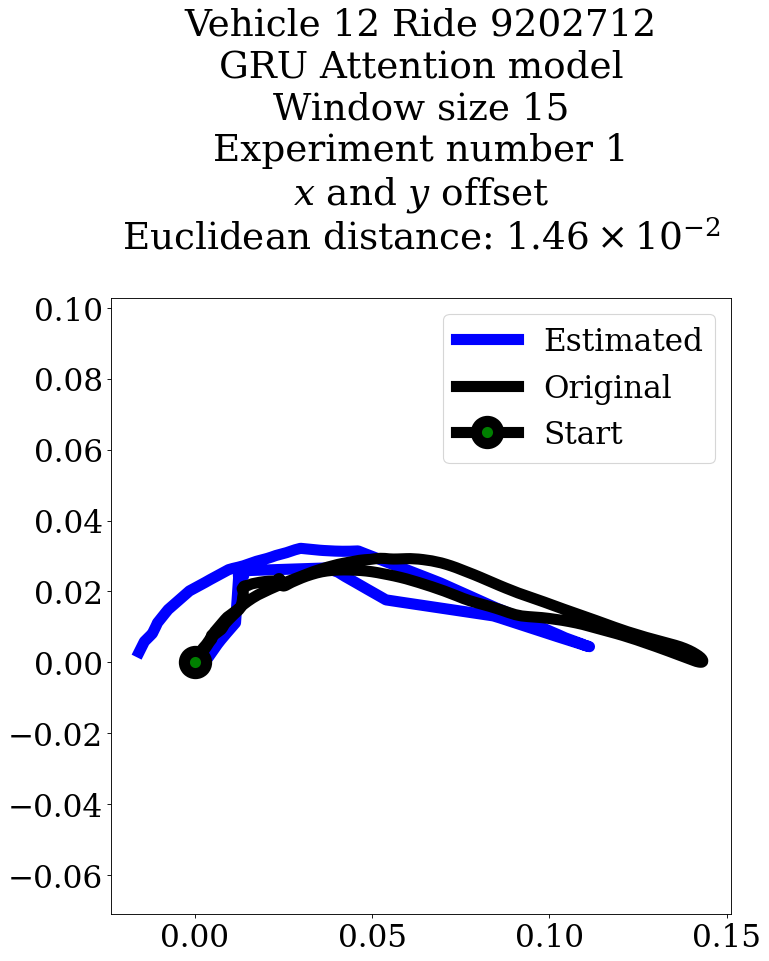 Vehicle 12 Ride 9202712
GRU Attention model
Window size 15
Experiment number 1
x and y offset
Euclidean distance: 1.46 × 10⁻²
Estimated
Original
Start
0.10
0.08
0.06
0.04
0.02
0.00
−0.02
−0.04
−0.06
0.00 0.05 0.10 0.15